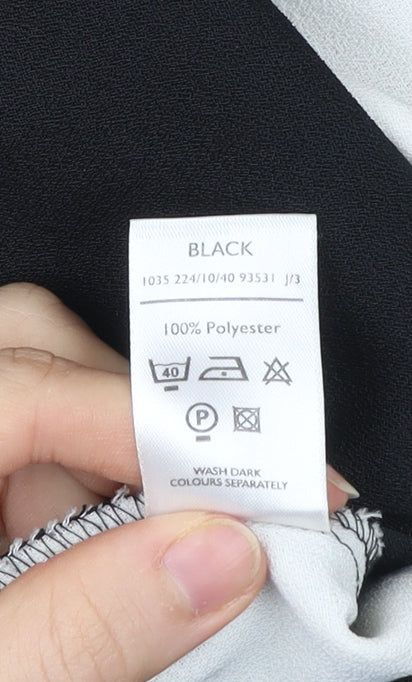 BLACK
1035 224/10/40 93531 J/3
100% Polyester
40
P
WASH DARK
COLOURS SEPARATELY